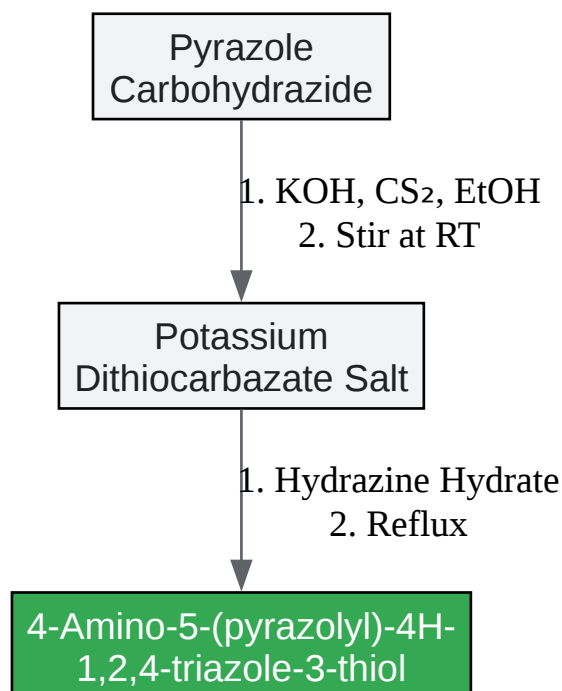 Pyrazole
Carbohydrazide
1. KOH, CS₂, EtOH
2. Stir at RT
Potassium
Dithiocarbazate Salt
1. Hydrazine Hydrate
2. Reflux
4-Amino-5-(pyrazolyl)-4H-
1,2,4-triazole-3-thiol